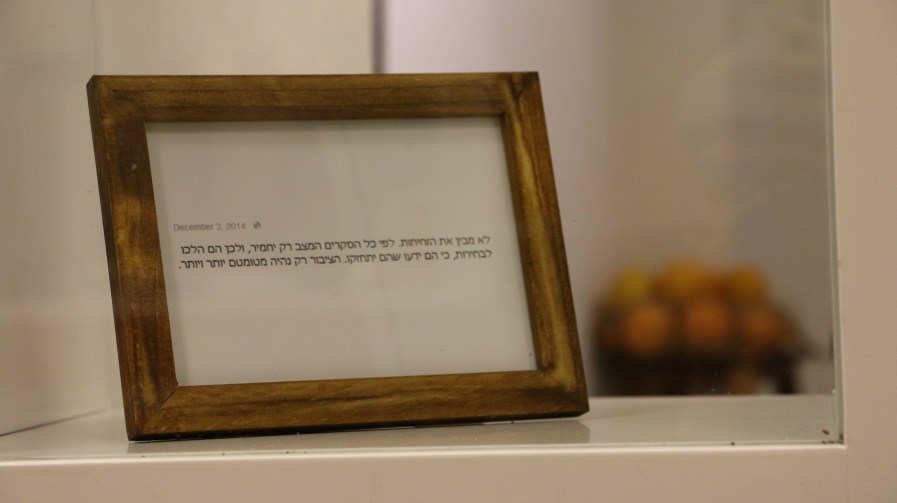 December 3, 2014
לא מבין את הזחיחות. לפי כל הסקרים המצב רק יחמיר, ולכן הם הלכו
לבחירות, כי הם ידעו שהם יתחזקו. הציבור רק נהיה מטומטם יותר ויותר.